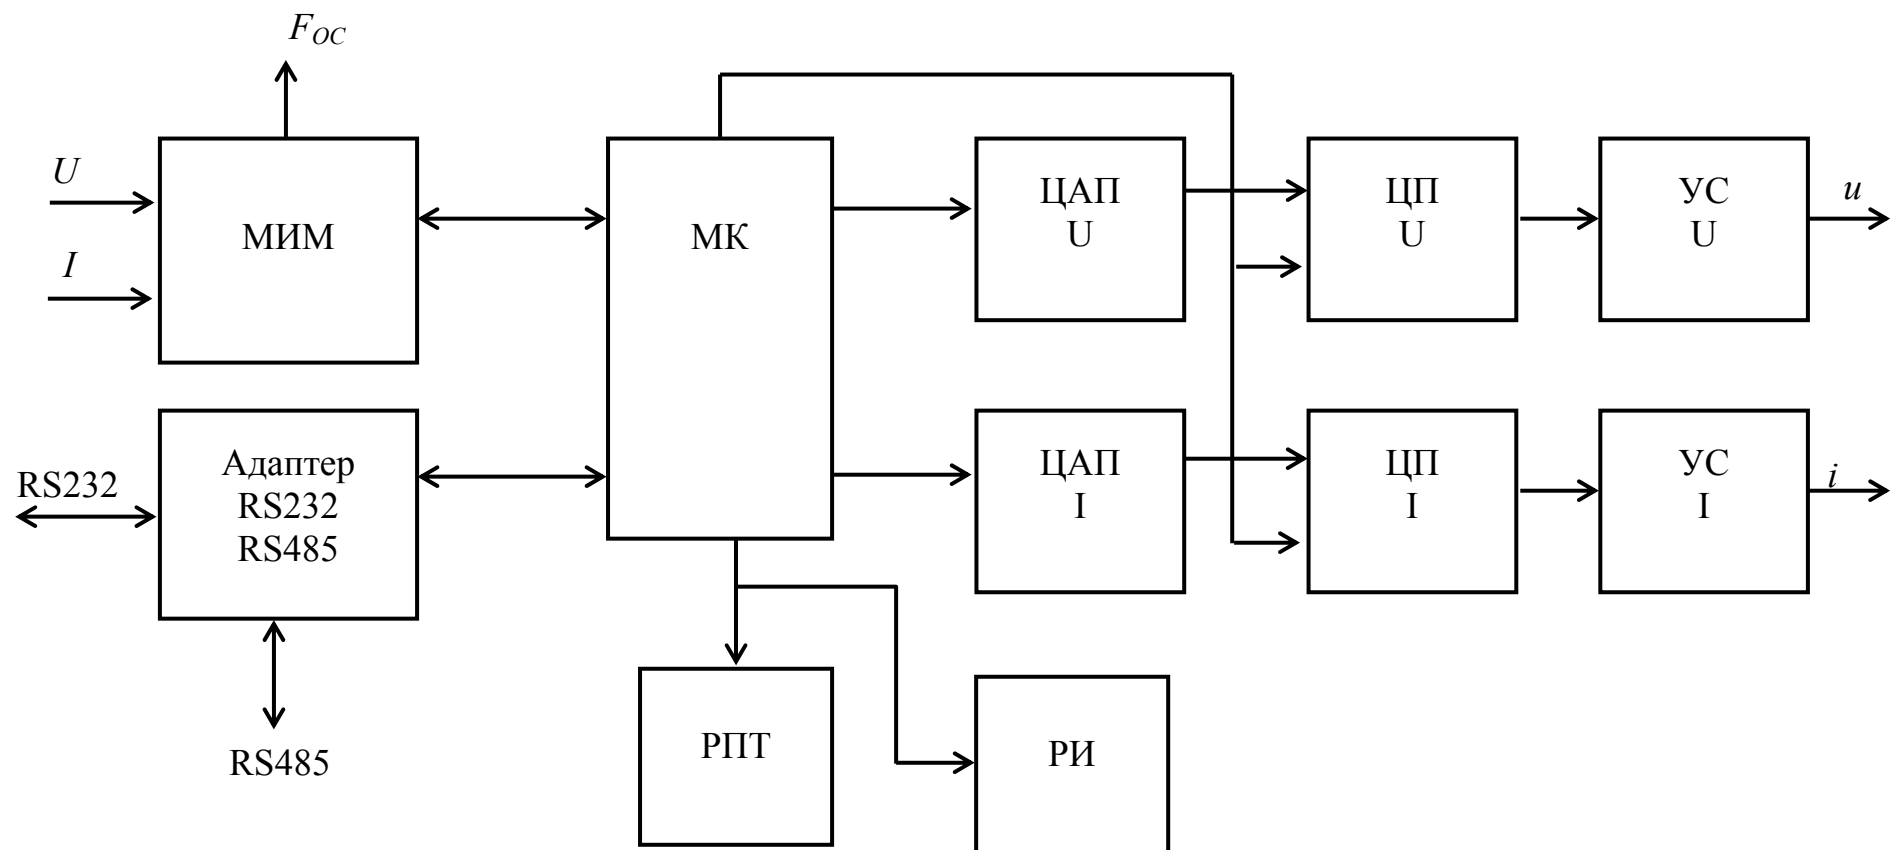 F_OC
U
МИМ
I
МК
ЦАП
U
ЦП
U
УС
U
u
RS232
Адаптер
RS232
RS485
ЦАП
I
ЦП
I
УС
I
i
RS485
РПТ
РИ